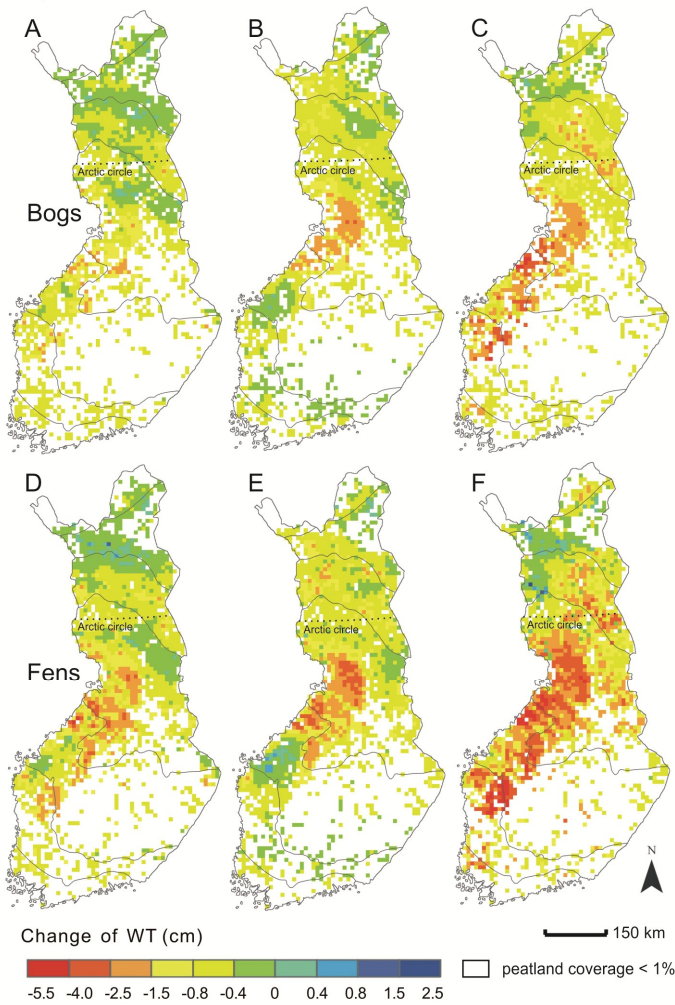 A B C
Arctic circle Arctic circle Arctic circle
Bogs
D E F
Arctic circle Arctic circle Arctic circle
Fens
N
Change of WT (cm)
150 km
peatland coverage < 1%
-5.5 -4.0 -2.5 -1.5 -0.8 -0.4 0 0.4 0.8 1.5 2.5